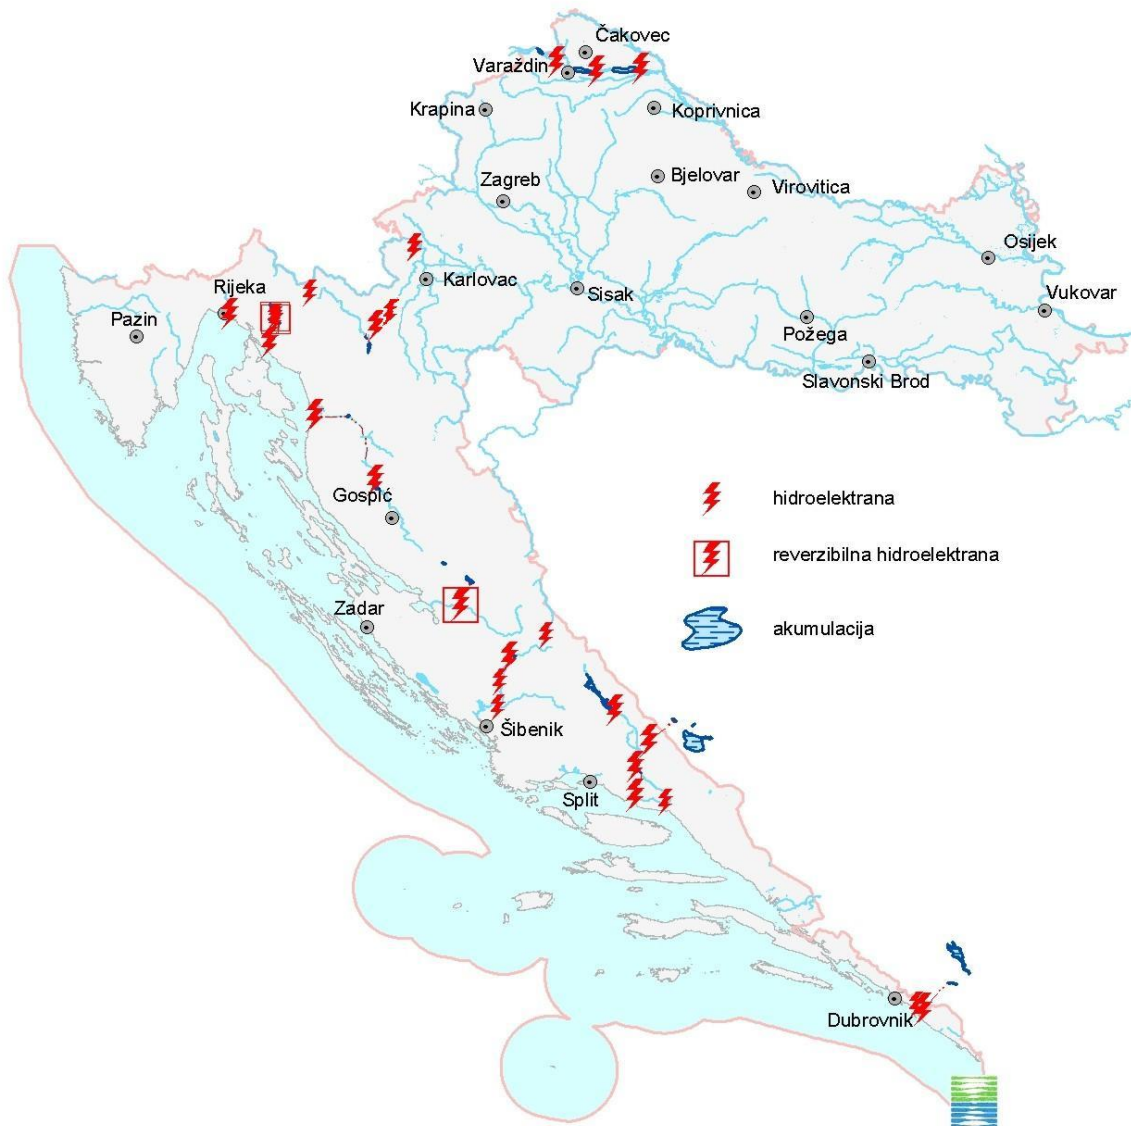 Čakovec
Varaždin
Krapina
Koprivnica
Bjelovar
Zagreb
Virovitica
Osijek
Karlovac
Rijeka
Sisak
Vukovar
Pazin
Požega
Slavonski Brod
Gospić
hidroelektrana
reverzibilna hidroelektrana
Zadar
akumulacija
Šibenik
Split
Dubrovnik